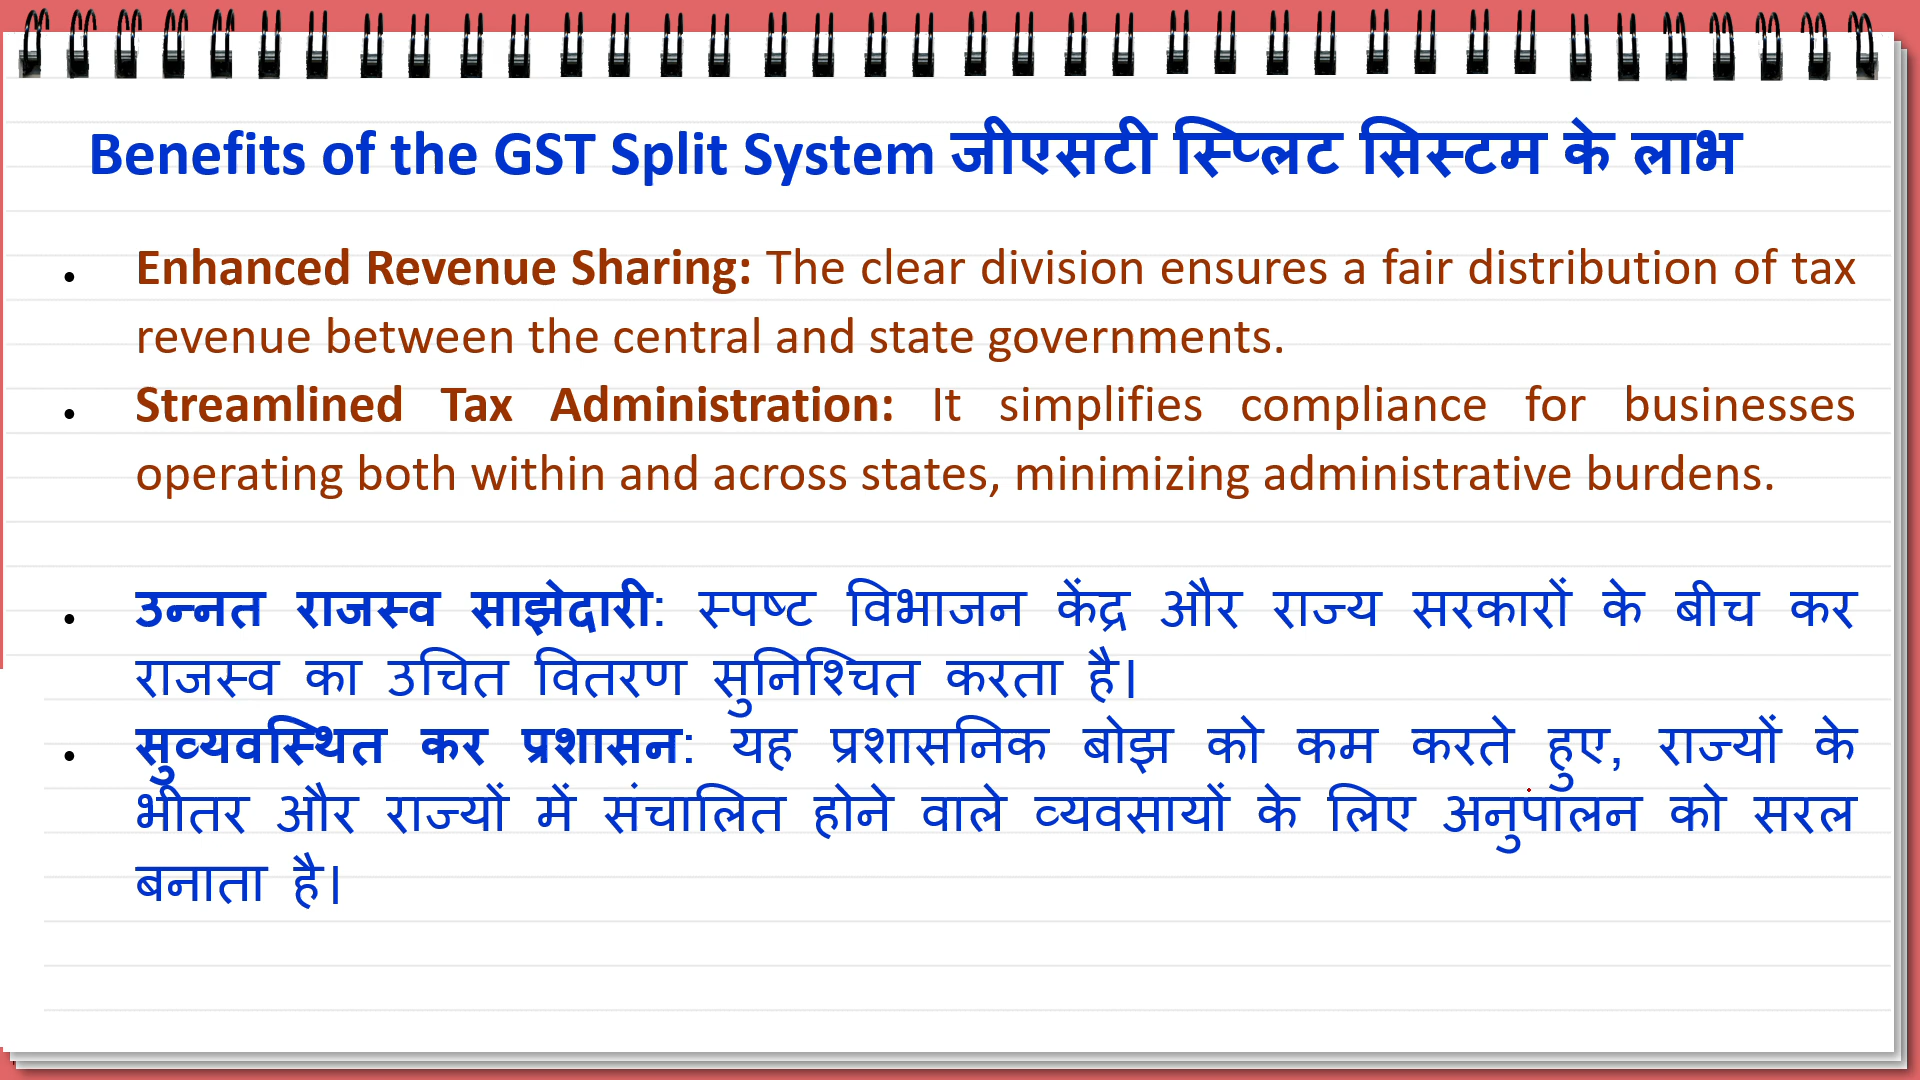 Benefits of the GST Split System जीएसटी स्प्लिट सिस्टम के लाभ
• Enhanced Revenue Sharing: The clear division ensures a fair distribution of tax
revenue between the central and state governments.
• Streamlined Tax Administration: It simplifies compliance for businesses
operating both within and across states, minimizing administrative burdens.
• उन्नत राजस्व साझेदारी: स्पष्ट विभाजन केंद्र और राज्य सरकारों के बीच कर
राजस्व का उचित वितरण सुनिश्चित करता है।
• सुव्यवस्थित कर प्रशासन: यह प्रशासनिक बोझ को कम करते हुए, राज्यों के
भीतर और राज्यों में संचालित होने वाले व्यवसायों के लिए अनुपालन को सरल
बनाता है।